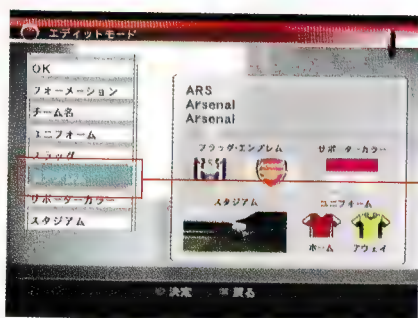 エディットモード
OK
フォーメーション
チーム名
ユニフォーム
フラッグ
サポーターカラー
スタジアム
ARS
Arsenal
Arsenal
フラッグ・エンブレム
サポーターカラー
スタジアム
ユニフォーム
ホーム
アウェイ
決定
戻る